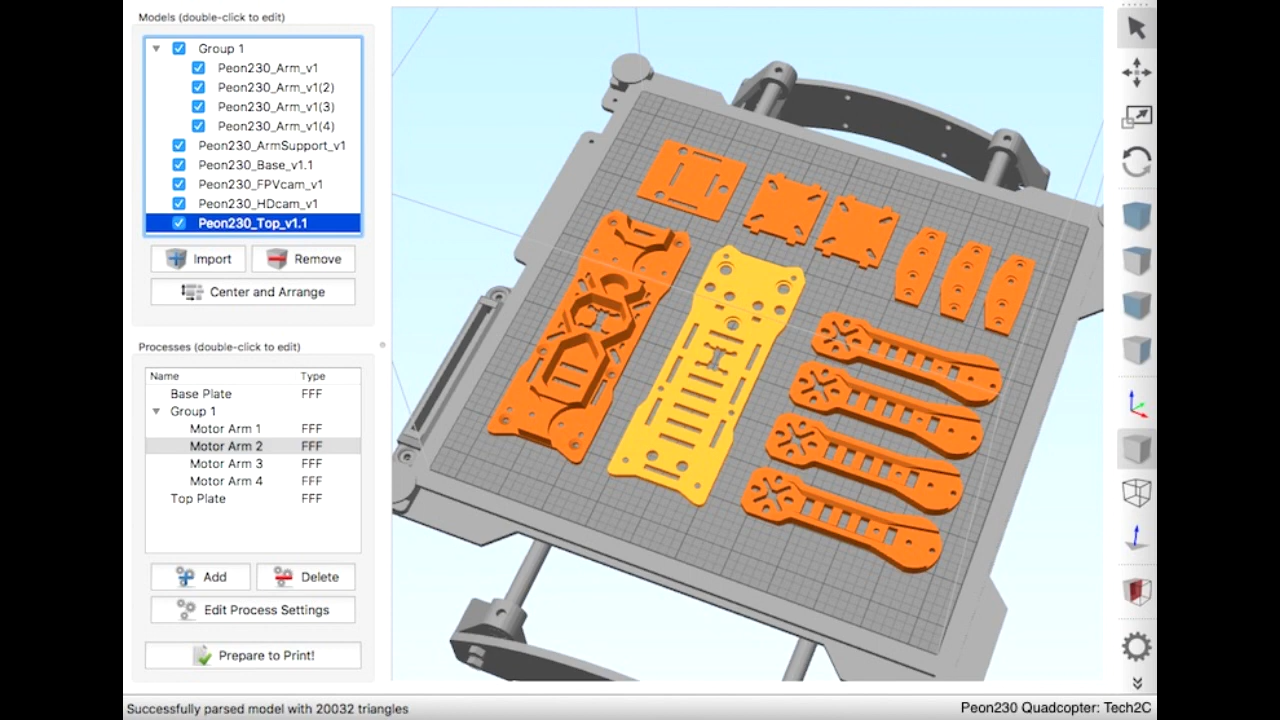 Models (double-click to edit)
Group 1
Peon230_Arm_v1
Peon230_Arm_v1(2)
Peon230_Arm_v1(3)
Peon230_Arm_v1(4)
Peon230_ArmSupport_v1
Peon230_Base_v1.1
Peon230_FPVcam_v1
Peon230_HDcam_v1
Peon230_Top_v1.1
Import Remove
Center and Arrange
Processes (double-click to edit)
Name Type
Base Plate FFF
Group 1
Motor Arm 1 FFF
Motor Arm 2 FFF
Motor Arm 3 FFF
Motor Arm 4 FFF
Top Plate FFF
Add Delete
Edit Process Settings
Prepare to Print!
Successfully parsed model with 20032 triangles
Peon230 Quadcopter: Tech2C